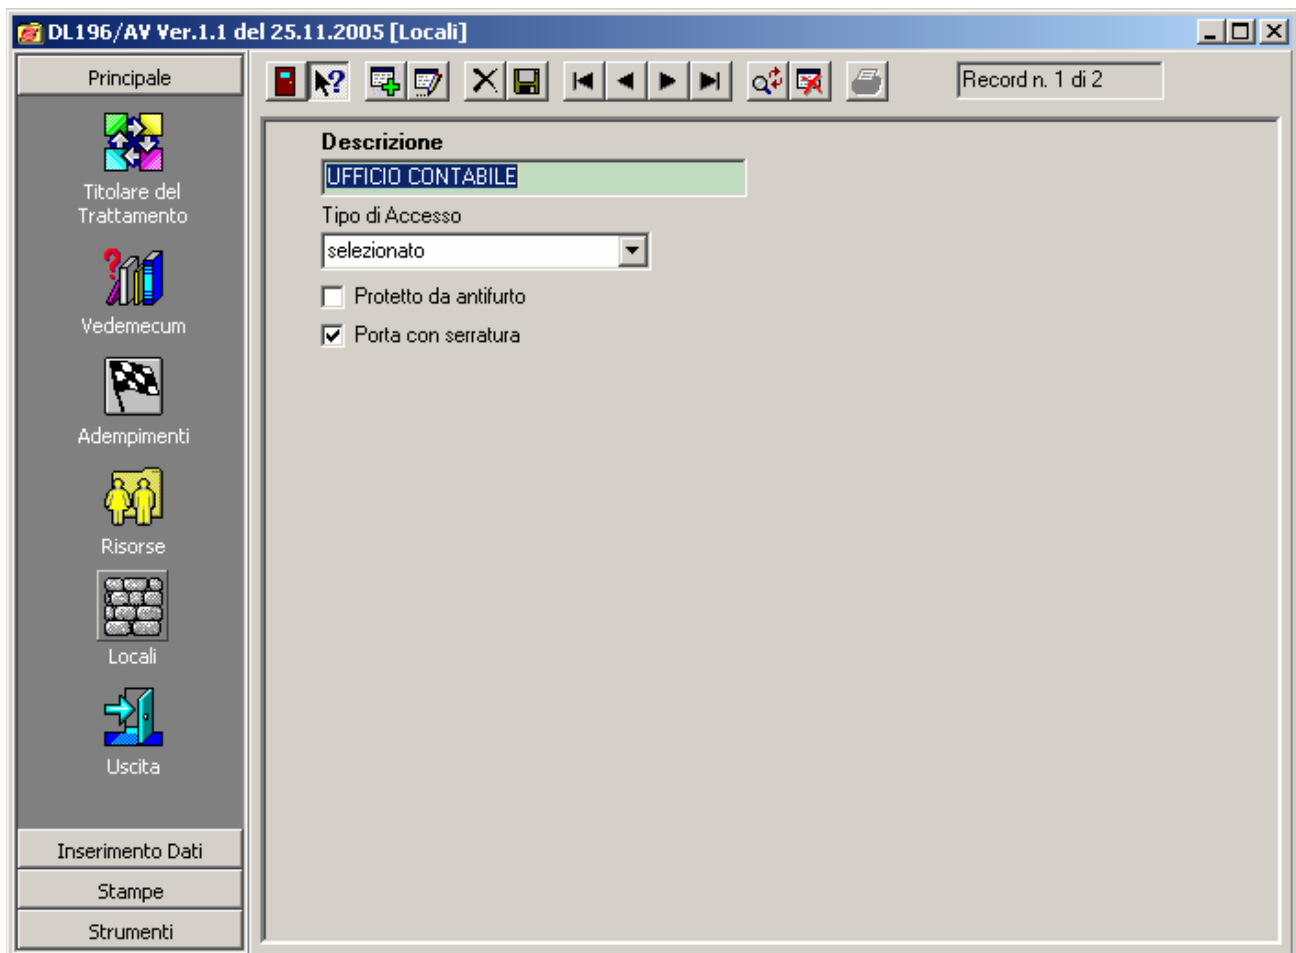 DL196/AV Ver.1.1 del 25.11.2005 [Locali]
Principale
Record n. 1 di 2
Titolare del
Trattamento
Vedemecum
Adempimenti
Risorse
Locali
Uscita
Inserimento Dati
Stampe
Strumenti
Descrizione
UFFICIO CONTABILE
Tipo di Accesso
selezionato
Protetto da antifurto
Porta con serratura